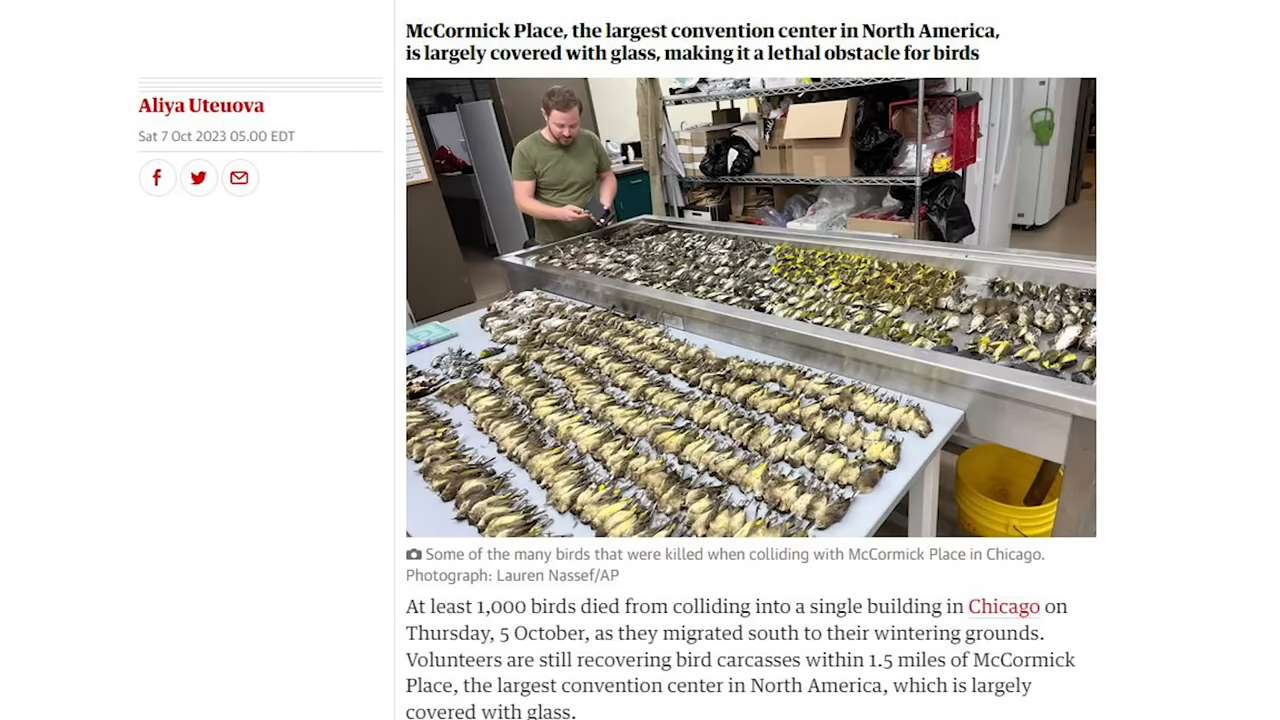 McCormick Place, the largest convention center in North America,
is largely covered with glass, making it a lethal obstacle for birds
Aliya Uteuova
Sat 7 Oct 2023 05.00 EDT
Some of the many birds that were killed when colliding with McCormick Place in Chicago.
Photograph: Lauren Nassef/AP
At least 1,000 birds died from colliding into a single building in Chicago on
Thursday, 5 October, as they migrated south to their wintering grounds.
Volunteers are still recovering bird carcasses within 1.5 miles of McCormick
Place, the largest convention center in North America, which is largely
covered with glass.